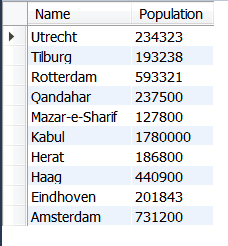 Name Population
Utrecht 234323
Tilburg 193238
Rotterdam 593321
Qandahar 237500
Mazar-e-Sharif 127800
Kabul 1780000
Herat 186800
Haag 440900
Eindhoven 201843
Amsterdam 731200